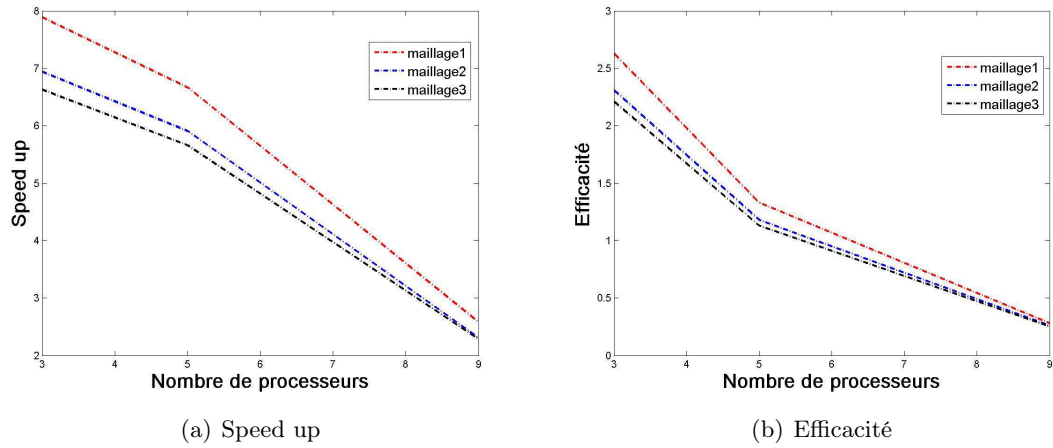 8
7
6
5
4
3
2
3
4
5
6
7
8
9
Speed up
Nombre de processeurs
maillage1
maillage2
maillage3
(a) Speed up
3
2.5
2
1.5
1
0.5
0
3
4
5
6
7
8
9
Efficacité
Nombre de processeurs
maillage1
maillage2
maillage3
(b) Efficacité